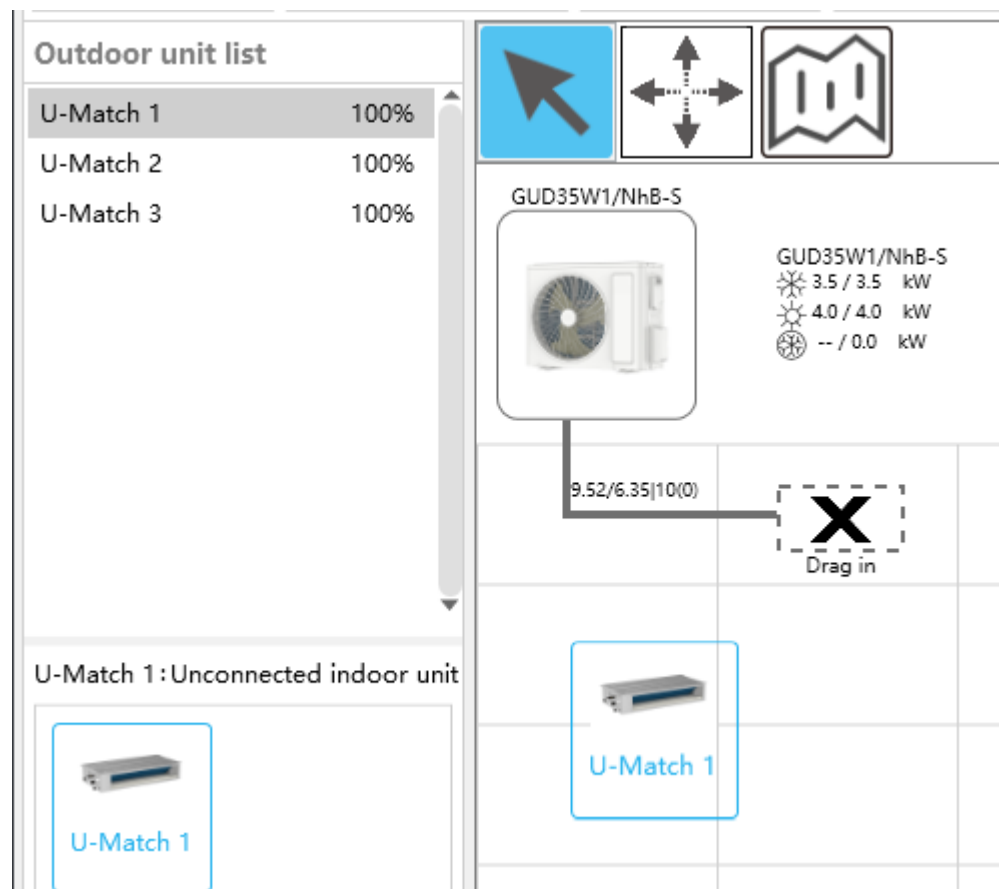 Outdoor unit list
U-Match 1 100%
U-Match 2 100%
U-Match 3 100%
GUD35W1/NhB-S
GUD35W1/NhB-S
3.5 / 3.5 kW
4.0 / 4.0 kW
-- / 0.0 kW
9.52/6.35|10(0)
Drag in
U-Match 1
U-Match 1:Unconnected indoor unit
U-Match 1